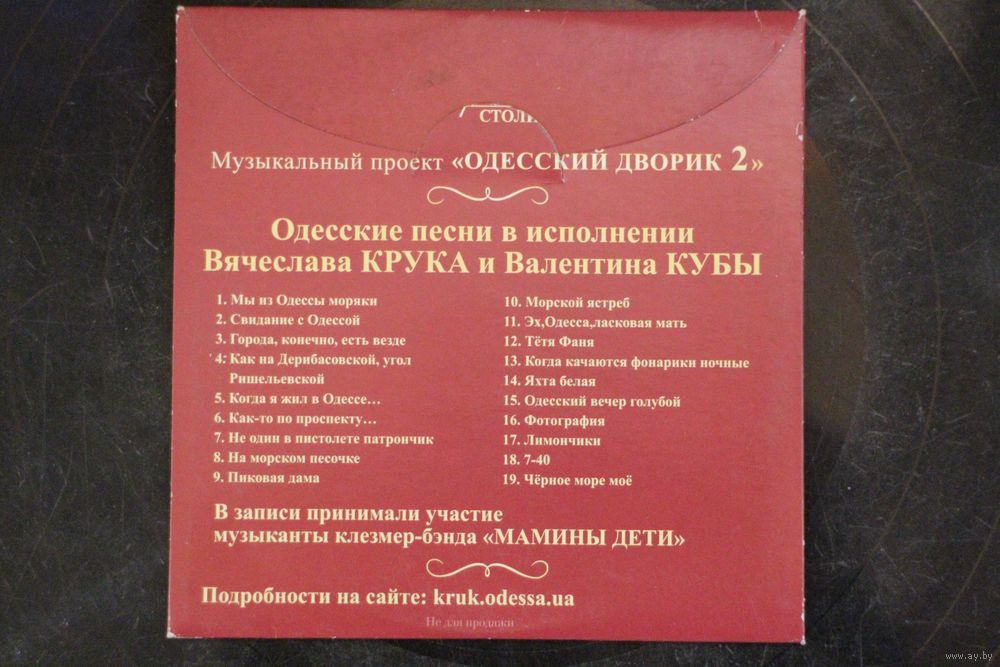 Музыкальный проект «ОДЕССКИЙ ДВОРИК 2»
Одесские песни в исполнении
Вячеслава КРУКА и Валентина КУБЫ
1. Мы из Одессы моряки
2. Свидание с Одессой
3. Города, конечно, есть везде
4. Как на Дерибасовской, угол
Ришельевской
5. Когда я жил в Одессе...
6. Как-то по проспекту...
7. Не один в пистолете патрончик
8. На морском песочке
9. Пиковая дама
10. Морской ястреб
11. Эх,Одесса,ласковая мать
12. Тётя Фаня
13. Когда качаются фонарики ночные
14. Яхта белая
15. Одесский вечер голубой
16. Фотография
17. Лимончики
18. 7-40
19. Чёрное море моё
В записи принимали участие
музыканты клезмер-бэнда «МАМИНЫ ДЕТИ»
Подробности на сайте: kruk.odessa.ua
Не для продажи
www.ay.by